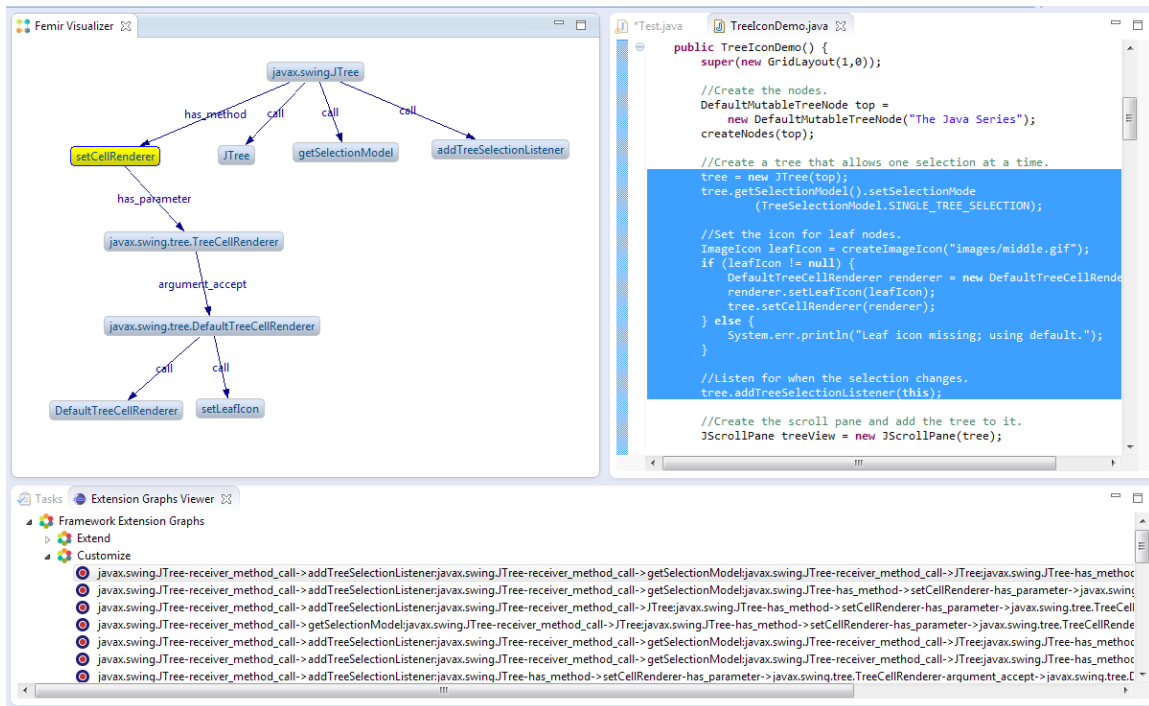 Femir Visualizer
javax.swing.JTree
has_method
call
call
call
setCellRenderer
JTree
getSelectionModel
addTreeSelectionListener
has_parameter
javax.swing.tree.TreeCellRenderer
argument_accept
javax.swing.tree.DefaultTreeCellRenderer
call
call
DefaultTreeCellRenderer
setLeafIcon
*Test.java
TreeIconDemo.java
public TreeIconDemo() {
super(new GridLayout(1,0));
//Create the nodes.
DefaultMutableTreeNode top =
new DefaultMutableTreeNode("The Java Series");
createNodes(top);
//Create a tree that allows one selection at a time.
tree = new JTree(top);
tree.getSelectionModel().setSelectionMode
(TreeSelectionModel.SINGLE_TREE_SELECTION);
//Set the icon for leaf nodes.
ImageIcon leafIcon = createImageIcon("images/middle.gif");
if (leafIcon != null) {
DefaultTreeCellRenderer renderer = new DefaultTreeCellRende
renderer.setLeafIcon(leafIcon);
tree.setCellRenderer(renderer);
} else {
System.err.println("Leaf icon missing; using default.");
}
//Listen for when the selection changes.
tree.addTreeSelectionListener(this);
//Create the scroll pane and add the tree to it.
JScrollPane treeView = new JScrollPane(tree);
Tasks
Extension Graphs Viewer
Framework Extension Graphs
Extend
Customize
javax.swing.JTree-receiver_method_call->addTreeSelectionListener;javax.swing.JTree-receiver_method_call->getSelectionModel;javax.swing.JTree-receiver_method_call->JTree;javax.swing.JTree-has_method
javax.swing.JTree-receiver_method_call->addTreeSelectionListener;javax.swing.JTree-receiver_method_call->getSelectionModel;javax.swing.JTree-has_method->setCellRenderer-has_parameter->javax.swing
javax.swing.JTree-receiver_method_call->addTreeSelectionListener;javax.swing.JTree-receiver_method_call->JTree;javax.swing.JTree-has_method->setCellRenderer-has_parameter->javax.swing.tree.TreeCell
javax.swing.JTree-receiver_method_call->getSelectionModel;javax.swing.JTree-receiver_method_call->JTree;javax.swing.JTree-has_method->setCellRenderer-has_parameter->javax.swing.tree.TreeCellRende
javax.swing.JTree-receiver_method_call->addTreeSelectionListener;javax.swing.JTree-receiver_method_call->getSelectionModel;javax.swing.JTree-receiver_method_call->JTree;javax.swing.JTree-has_method
javax.swing.JTree-receiver_method_call->addTreeSelectionListener;javax.swing.JTree-receiver_method_call->getSelectionModel;javax.swing.JTree-receiver_method_call->JTree;javax.swing.JTree-has_method
javax.swing.JTree-receiver_method_call->addTreeSelectionListener;javax.swing.JTree-has_method->setCellRenderer-has_parameter->javax.swing.tree.TreeCellRenderer-argument_accept->javax.swing.tree.D